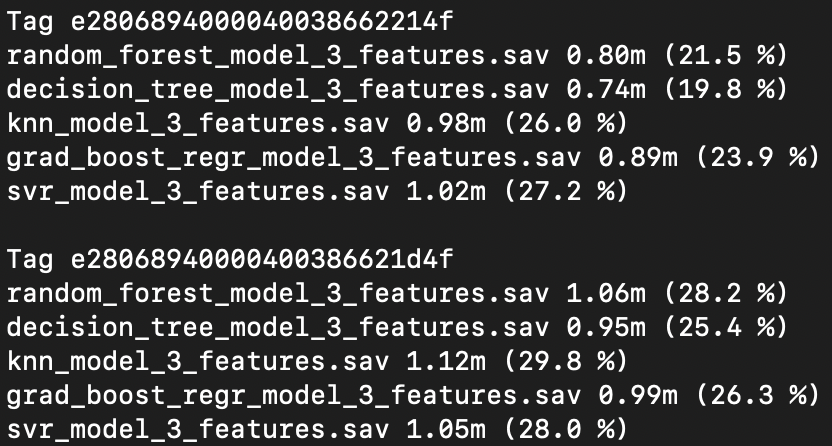 Tag e2806894000040038662214f
random_forest_model_3_features.sav 0.80m (21.5 %)
decision_tree_model_3_features.sav 0.74m (19.8 %)
knn_model_3_features.sav 0.98m (26.0 %)
grad_boost_regr_model_3_features.sav 0.89m (23.9 %)
svr_model_3_features.sav 1.02m (27.2 %)
Tag e28068940000400386621d4f
random_forest_model_3_features.sav 1.06m (28.2 %)
decision_tree_model_3_features.sav 0.95m (25.4 %)
knn_model_3_features.sav 1.12m (29.8 %)
grad_boost_regr_model_3_features.sav 0.99m (26.3 %)
svr_model_3_features.sav 1.05m (28.0 %)